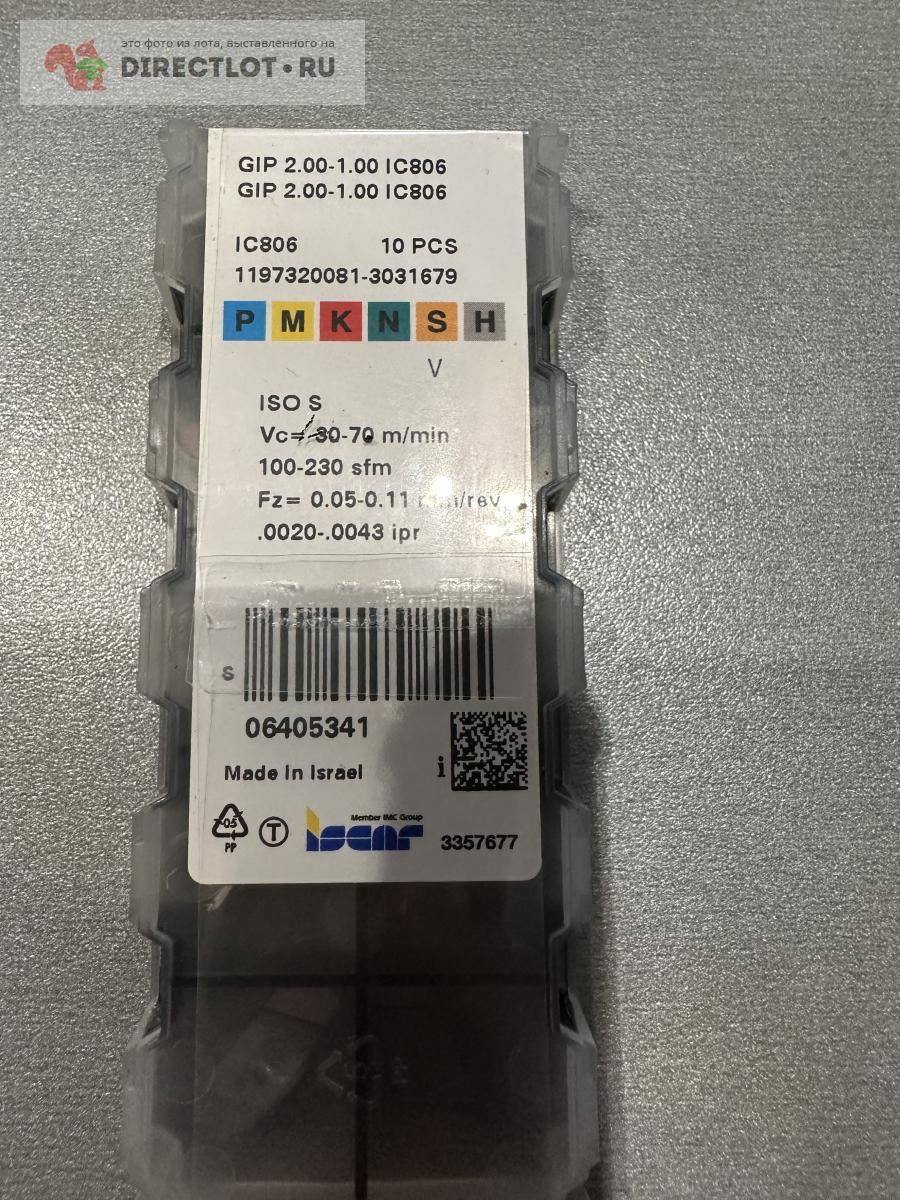 это фото из лота, выставленного на
DIRECTLOT.RU
GIP 2.00-1.00 IC806
GIP 2.00-1.00 IC806
IC806 10 PCS
1197320081-3031679
P M K N S H
V
ISO S
Vc= 30-70 m/min
100-230 sfm
Fz= 0.05-0.11 mm/rev
.0020-.0043 ipr
S
06405341
Made In Israel
05
PP
T
Member IMC Group
iscar
3357677